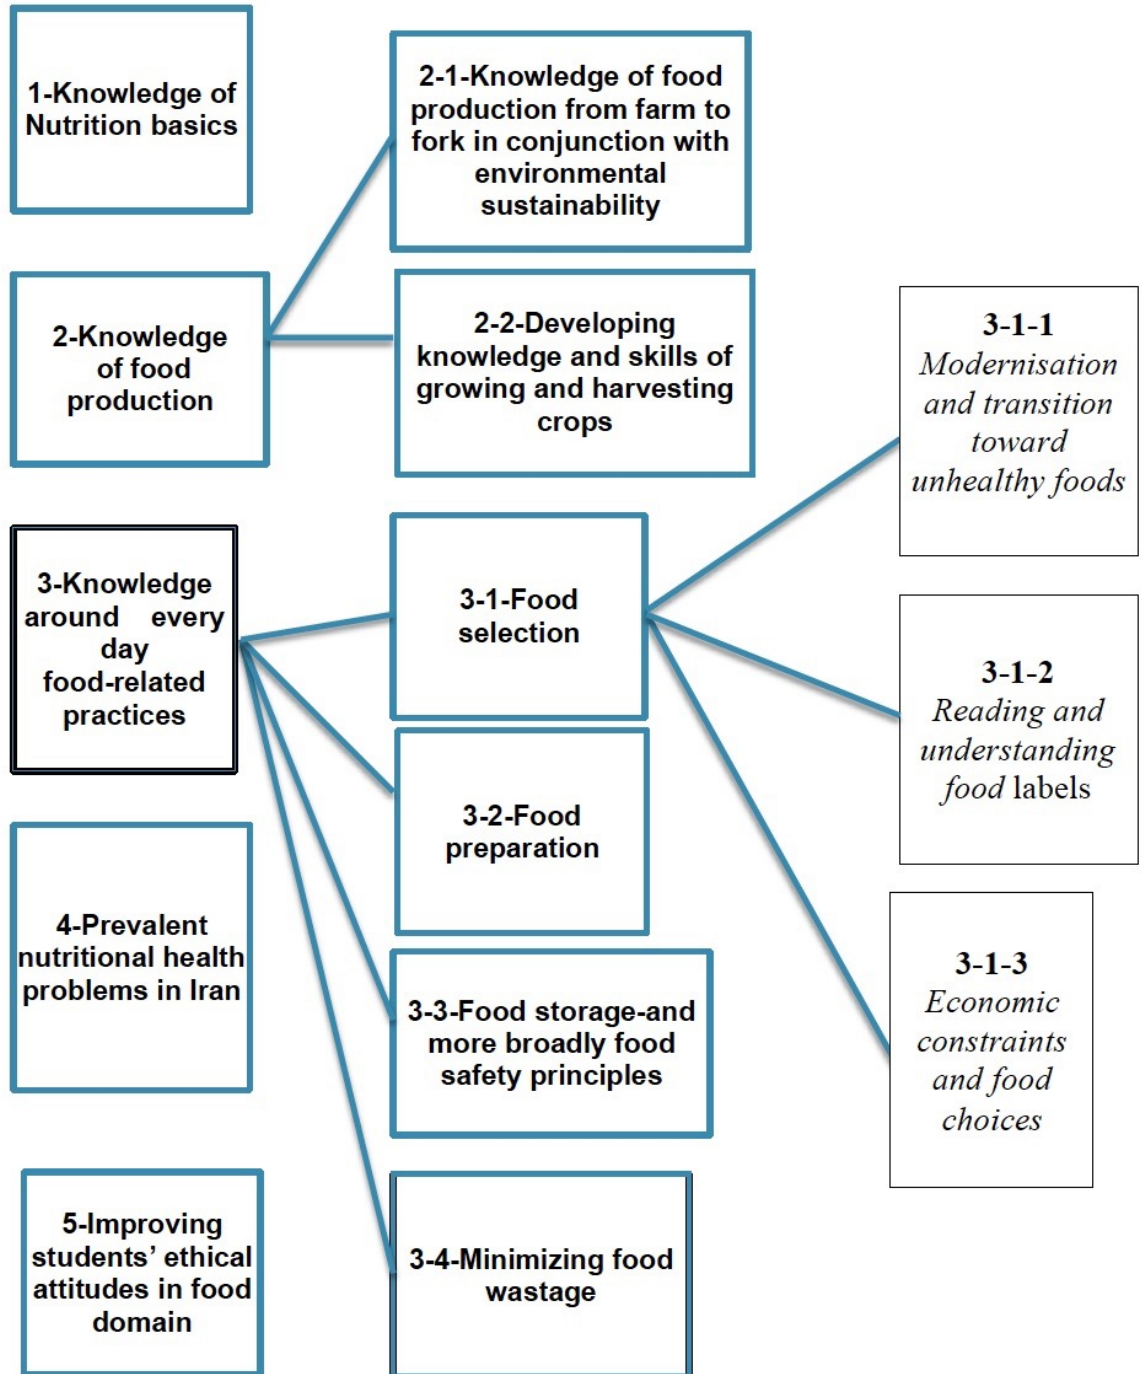 1-Knowledge of
Nutrition basics
2-1-Knowledge of food
production from farm to
fork in conjunction with
environmental
sustainability
2-Knowledge
of food
production
2-2-Developing
knowledge and skills of
growing and harvesting
crops
3-Knowledge
around every
day
food-related
practices
3-1-Food
selection
3-1-1
Modernisation
and transition
toward
unhealthy foods
3-1-2
Reading and
understanding
food labels
3-1-3
Economic
constraints
and food
choices
3-2-Food
preparation
3-3-Food storage-and
more broadly food
safety principles
3-4-Minimizing food
wastage
4-Prevalent
nutritional health
problems in Iran
5-Improving
students’ ethical
attitudes in food
domain